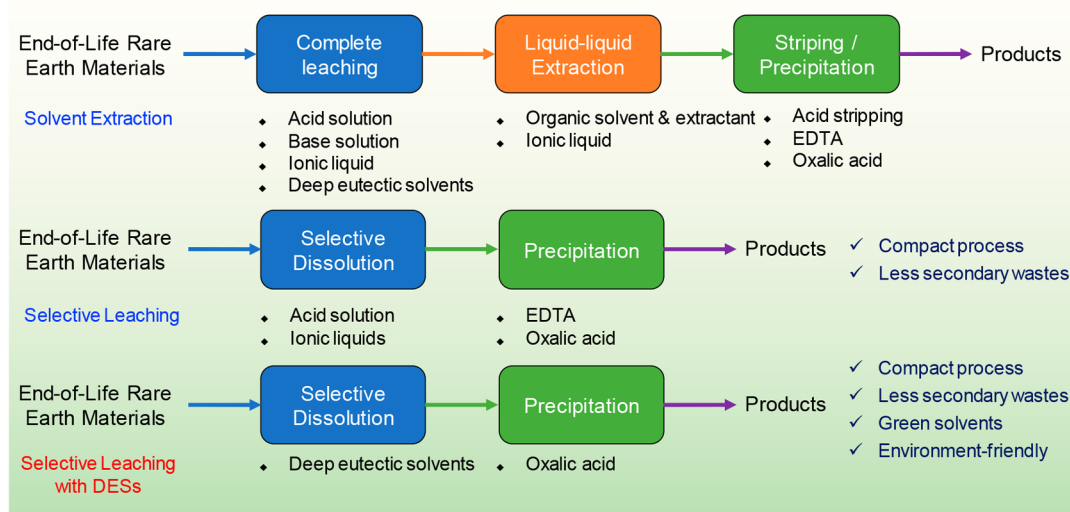 End-of-Life Rare
Earth Materials
Complete
leaching
Liquid-liquid
Extraction
Striping /
Precipitation
Products
Solvent Extraction
◆ Acid solution
◆ Base solution
◆ Ionic liquid
◆ Deep eutectic solvents
◆ Organic solvent & extractant
◆ Ionic liquid
◆ Acid stripping
◆ EDTA
◆ Oxalic acid
End-of-Life Rare
Earth Materials
Selective
Dissolution
Precipitation
Products
✓ Compact process
✓ Less secondary wastes
Selective Leaching
◆ Acid solution
◆ Ionic liquids
◆ EDTA
◆ Oxalic acid
End-of-Life Rare
Earth Materials
Selective
Dissolution
Precipitation
Products
✓ Compact process
✓ Less secondary wastes
✓ Green solvents
✓ Environment-friendly
Selective Leaching
with DESs
◆ Deep eutectic solvents
◆ Oxalic acid